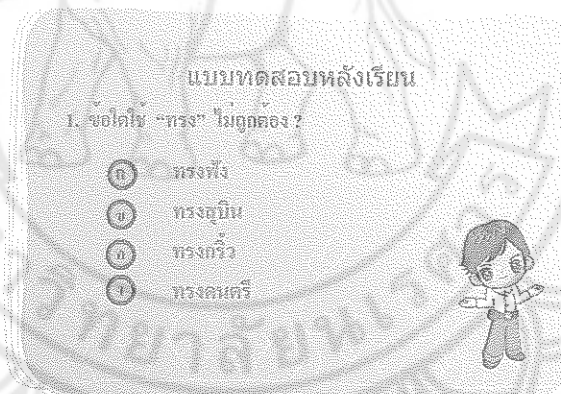 แบบทดสอบหลังเรียน
1. ข้อใดใช้ "ทรง" ไม่ถูกต้อง ?
ก ทรงฟัง
ข ทรงสุบิน
ค ทรงกริ้ว
ง ทรงดนตรี